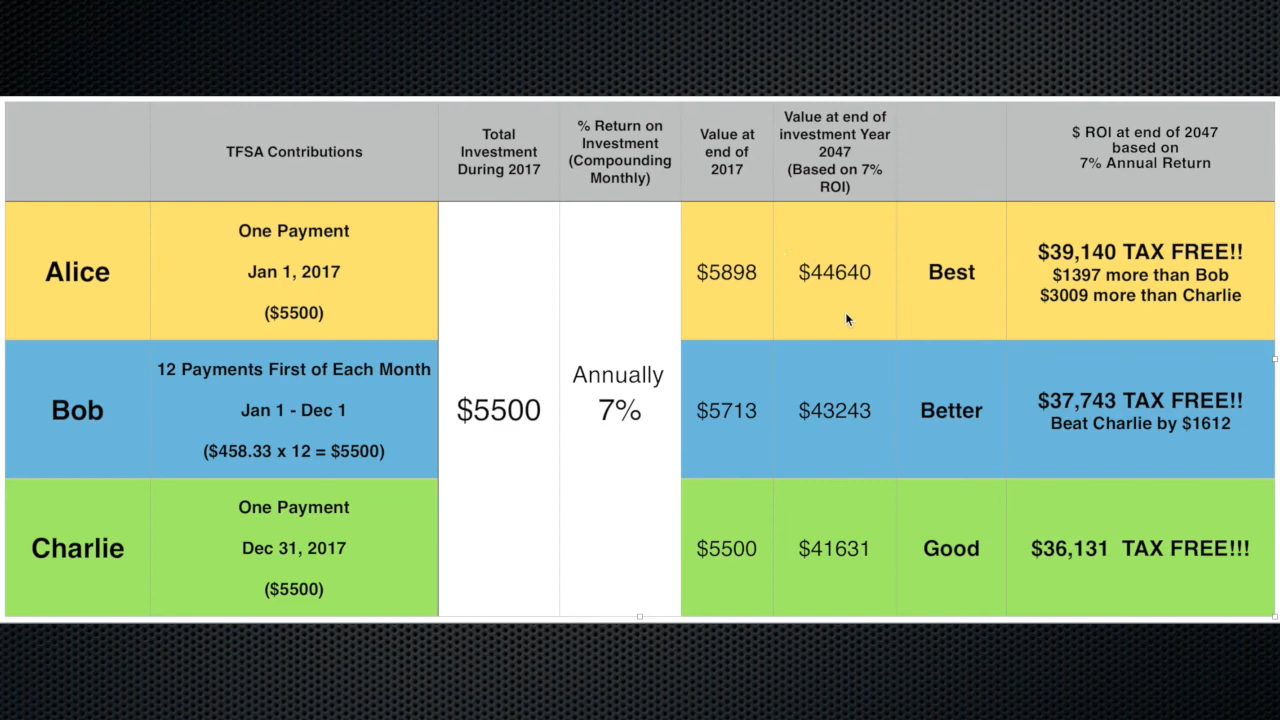 TFSA Contributions
Total
Investment
During 2017
% Return on
Investment
(Compounding
Monthly)
Value at
end of
2017
Value at end of
investment Year
2047
(Based on 7%
ROI)
$ ROI at end of 2047
based on
7% Annual Return
Alice
One Payment
Jan 1, 2017
($5500)
$5898
$44640
Best
$39,140 TAX FREE!!
$1397 more than Bob
$3009 more than Charlie
Bob
12 Payments First of Each Month
Jan 1 - Dec 1
($458.33 x 12 = $5500)
$5500
Annually
7%
$5713
$43243
Better
$37,743 TAX FREE!!
Beat Charlie by $1612
Charlie
One Payment
Dec 31, 2017
($5500)
$5500
$41631
Good
$36,131 TAX FREE!!!